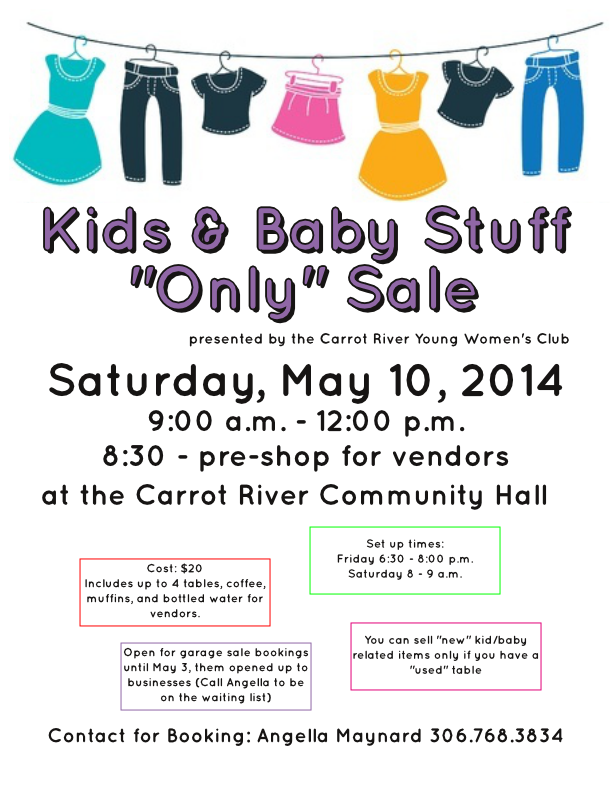 Kids & Baby Stuff
"Only" Sale
presented by the Carrot River Young Women's Club
Saturday, May 10, 2014
9:00 a.m. - 12:00 p.m.
8:30 - pre-shop for vendors
at the Carrot River Community Hall
Set up times:
Friday 6:30 - 8:00 p.m.
Saturday 8 - 9 a.m.
Cost: $20
Includes up to 4 tables, coffee,
muffins, and bottled water for
vendors.
You can sell "new" kid/baby
related items only if you have a
"used" table
Open for garage sale bookings
until May 3, them opened up to
businesses (Call Angella to be
on the waiting list)
Contact for Booking: Angella Maynard 306.768.3834